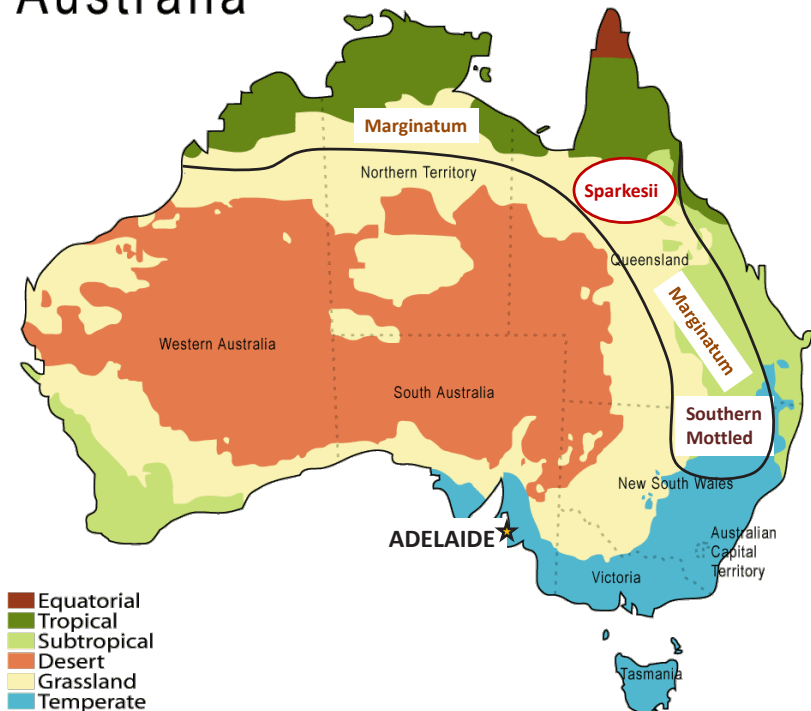 Australia
Marginatum
Northern Territory
Sparkesii
Queensland
Marginatum
Western Australia
South Australia
Southern
Mottled
New South Wales
ADELAIDE
Australian
Capital
Territory
Victoria
Tasmania
Equatorial
Tropical
Subtropical
Desert
Grassland
Temperate